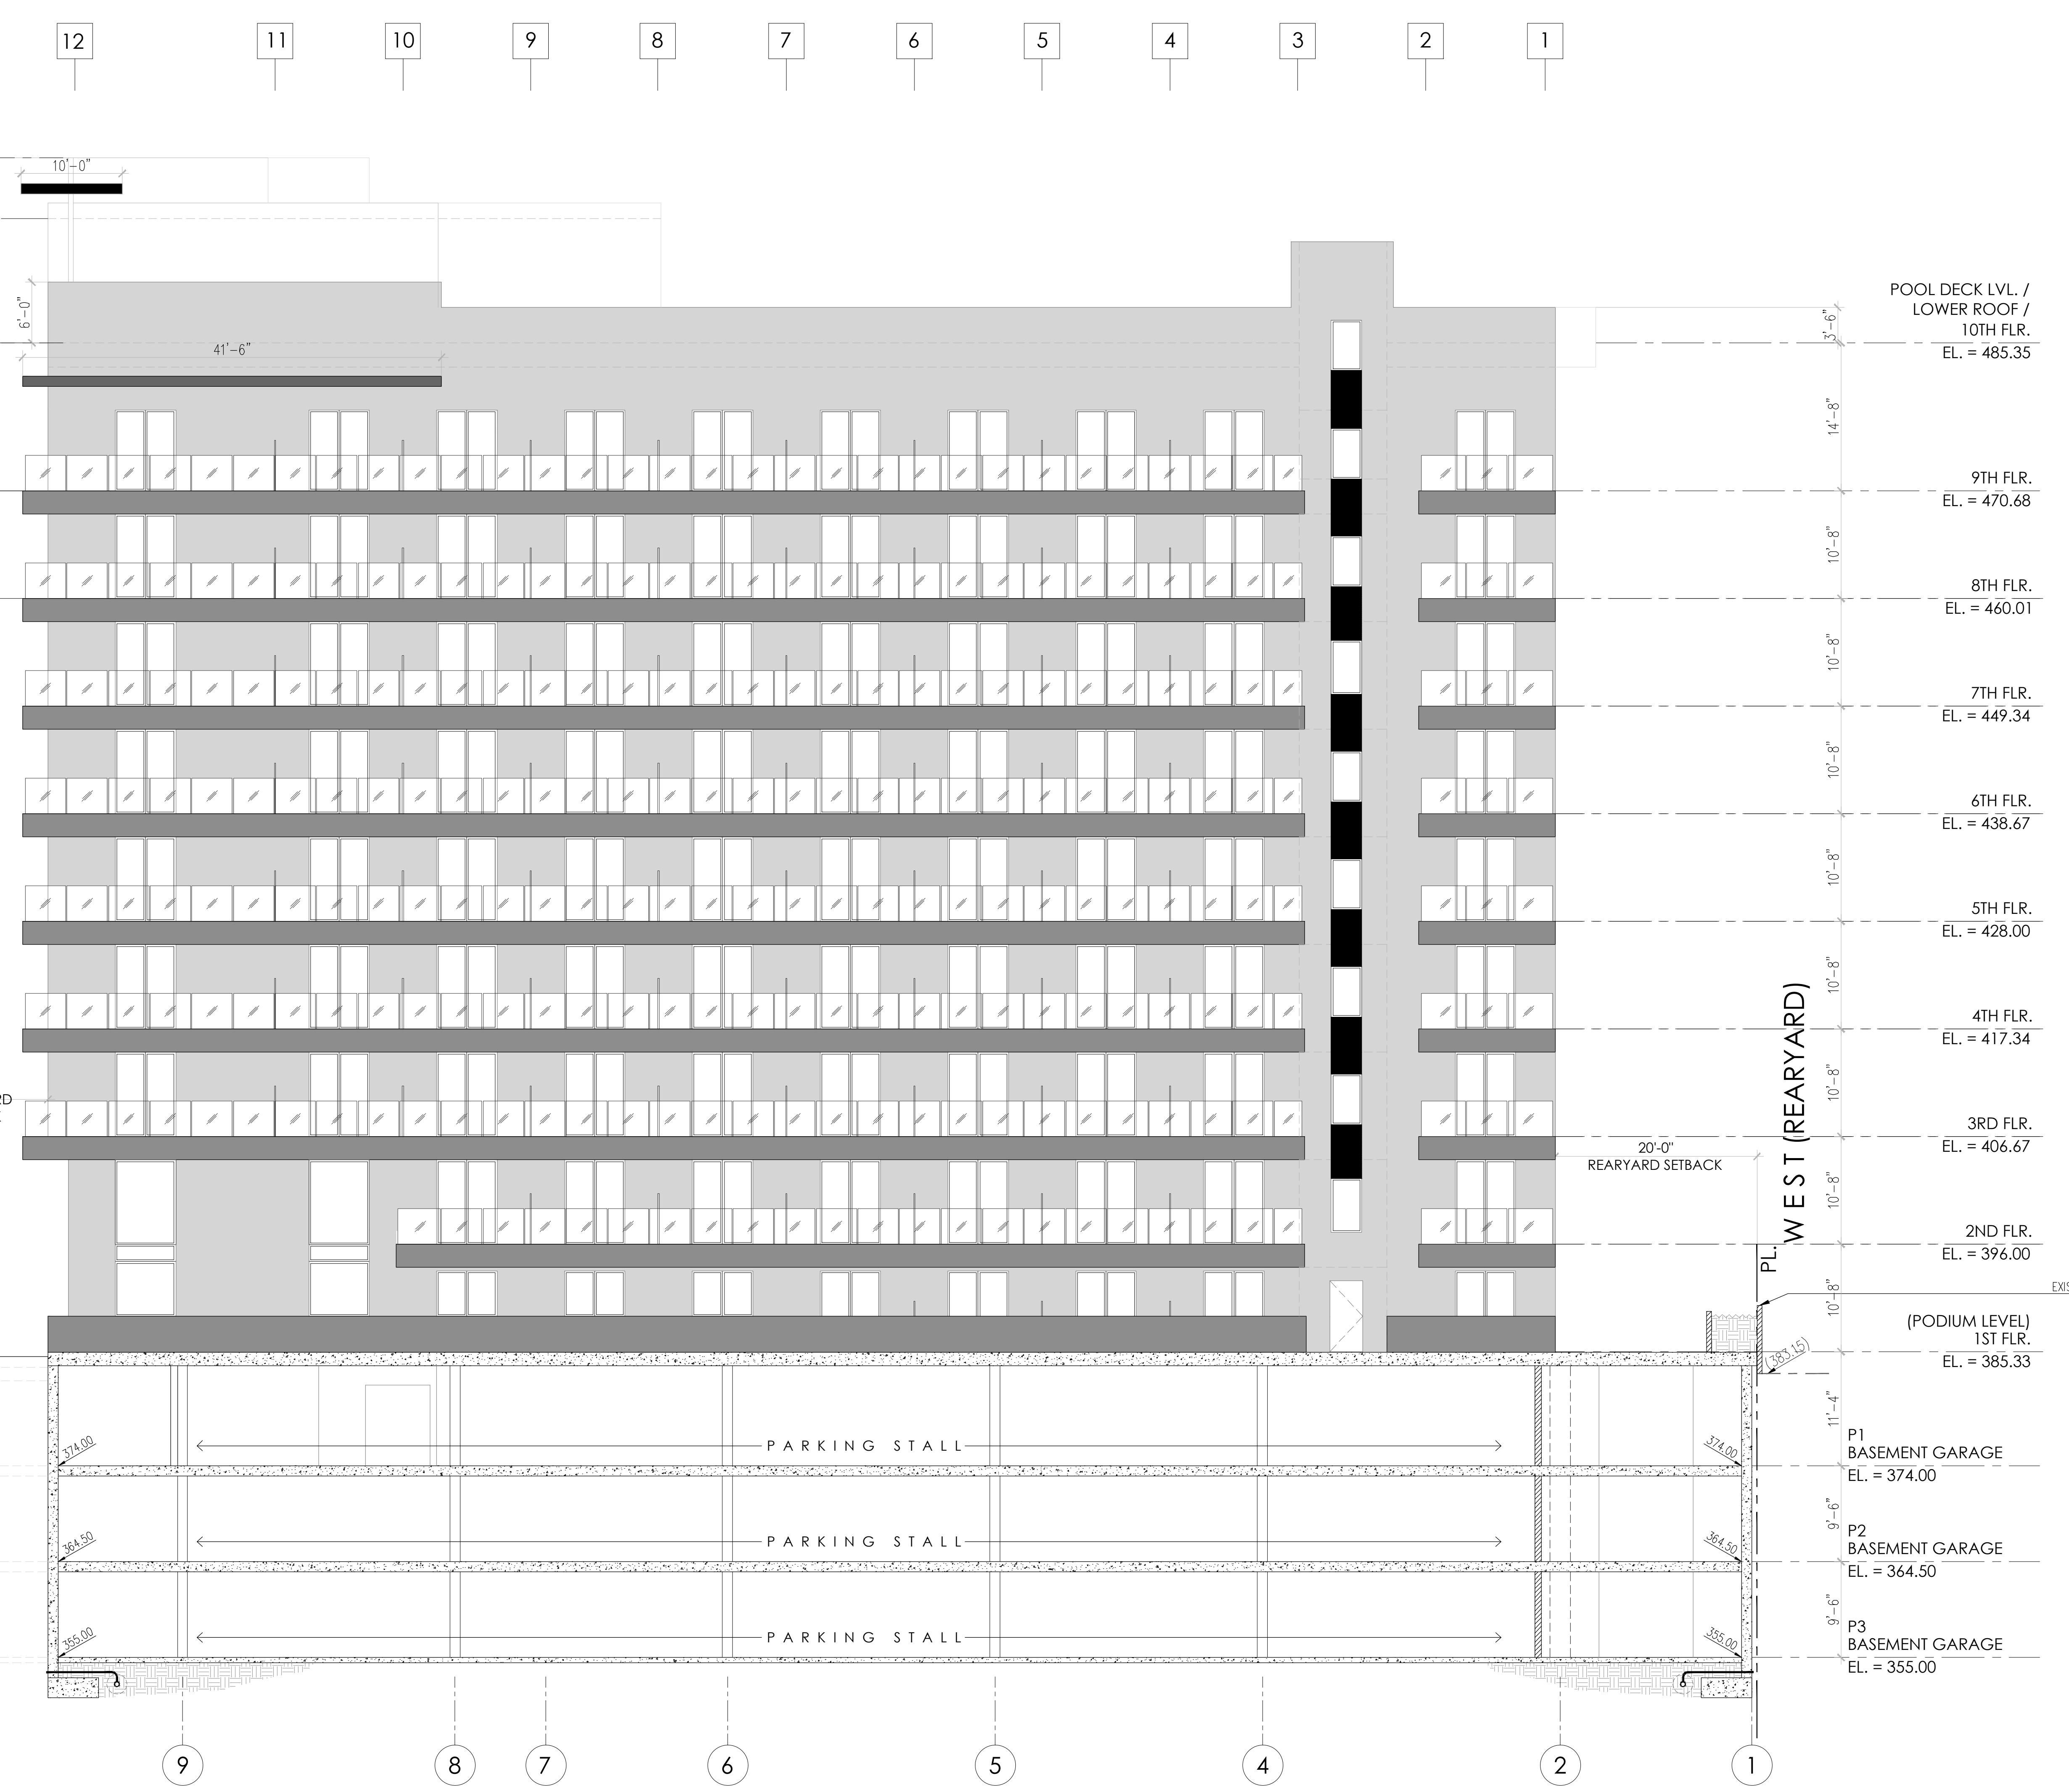 12 11 10 9 8 7 6 5 4 3 2 1
10'-0"
6'-0"
41'-6"
POOL DECK LVL. /
LOWER ROOF /
10TH FLR.
EL. = 485.35
3'-6"
14'-8"
9TH FLR.
EL. = 470.68
10'-8"
8TH FLR.
EL. = 460.01
10'-8"
7TH FLR.
EL. = 449.34
10'-8"
6TH FLR.
EL. = 438.67
10'-8"
5TH FLR.
EL. = 428.00
10'-8"
4TH FLR.
EL. = 417.34
10'-8"
3RD FLR.
EL. = 406.67
10'-8"
2ND FLR.
EL. = 396.00
10'-8"
(PODIUM LEVEL)
1ST FLR.
EL. = 385.33
11'-4"
20'-0"
REARYARD SETBACK
WEST (REARYARD)
PL.
(383.15)
374.00
PARKING STALL
374.00
P1
BASEMENT GARAGE
EL. = 374.00
9'-6"
364.50
PARKING STALL
364.50
P2
BASEMENT GARAGE
EL. = 364.50
9'-6"
355.00
PARKING STALL
355.00
P3
BASEMENT GARAGE
EL. = 355.00
9 8 7 6 5 4 2 1